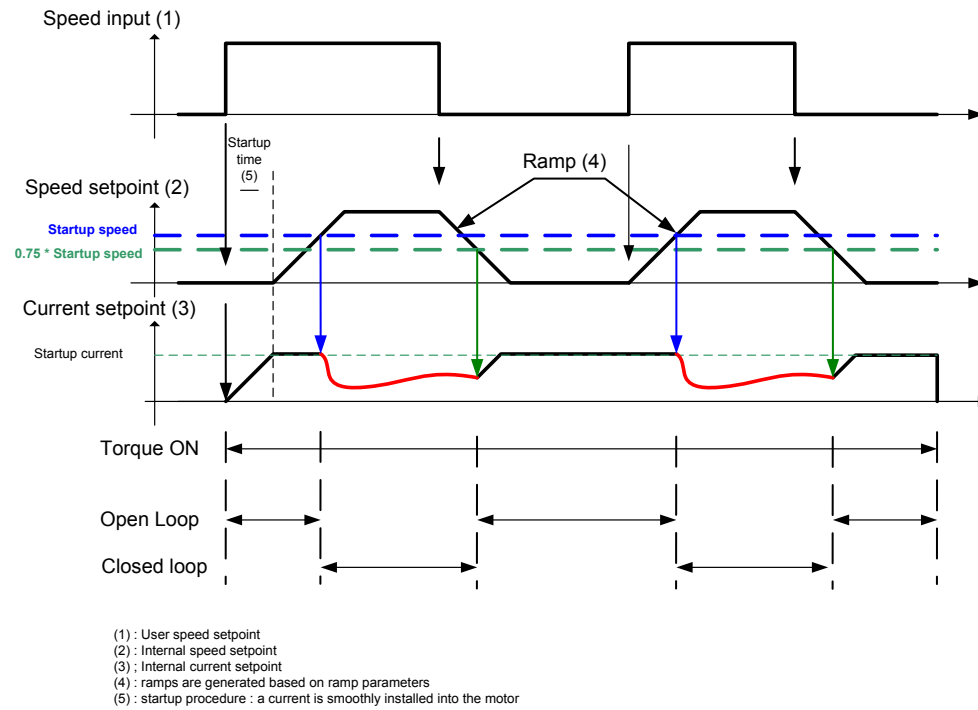 Speed input (1)
Startup
time
(5)
Ramp (4)
Speed setpoint (2)
Startup speed
0.75 * Startup speed
Current setpoint (3)
Startup current
Torque ON
Open Loop
Closed loop
(1) : User speed setpoint
(2) : Internal speed setpoint
(3) ; Internal current setpoint
(4) : ramps are generated based on ramp parameters
(5) : startup procedure : a current is smoothly installed into the motor